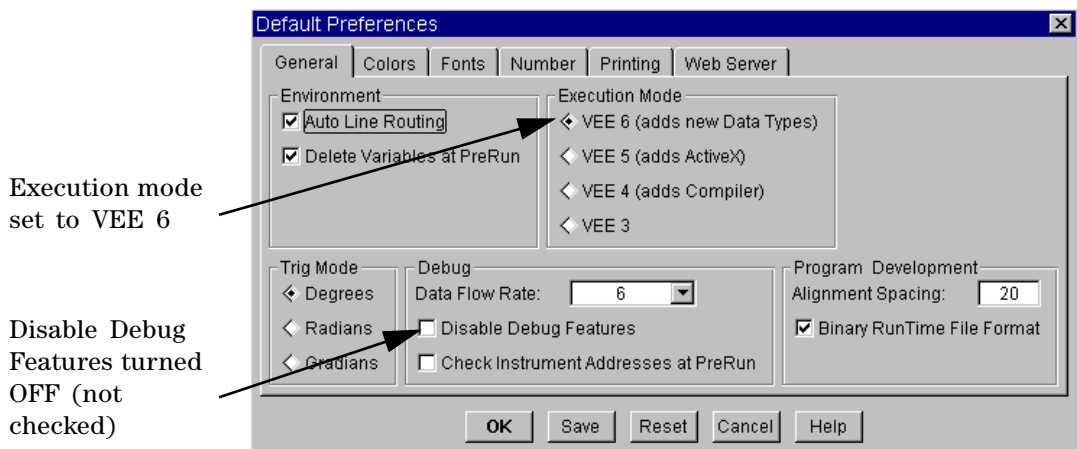 Default Preferences
General Colors Fonts Number Printing Web Server
Environment
Auto Line Routing
Delete Variables at PreRun
Execution Mode
VEE 6 (adds new Data Types)
VEE 5 (adds ActiveX)
VEE 4 (adds Compiler)
VEE 3
Execution mode
set to VEE 6
Trig Mode
Degrees
Radians
Gradians
Debug
Data Flow Rate: 6
Disable Debug Features
Check Instrument Addresses at PreRun
Program Development
Alignment Spacing: 20
Binary RunTime File Format
Disable Debug
Features turned
OFF (not
checked)
OK Save Reset Cancel Help